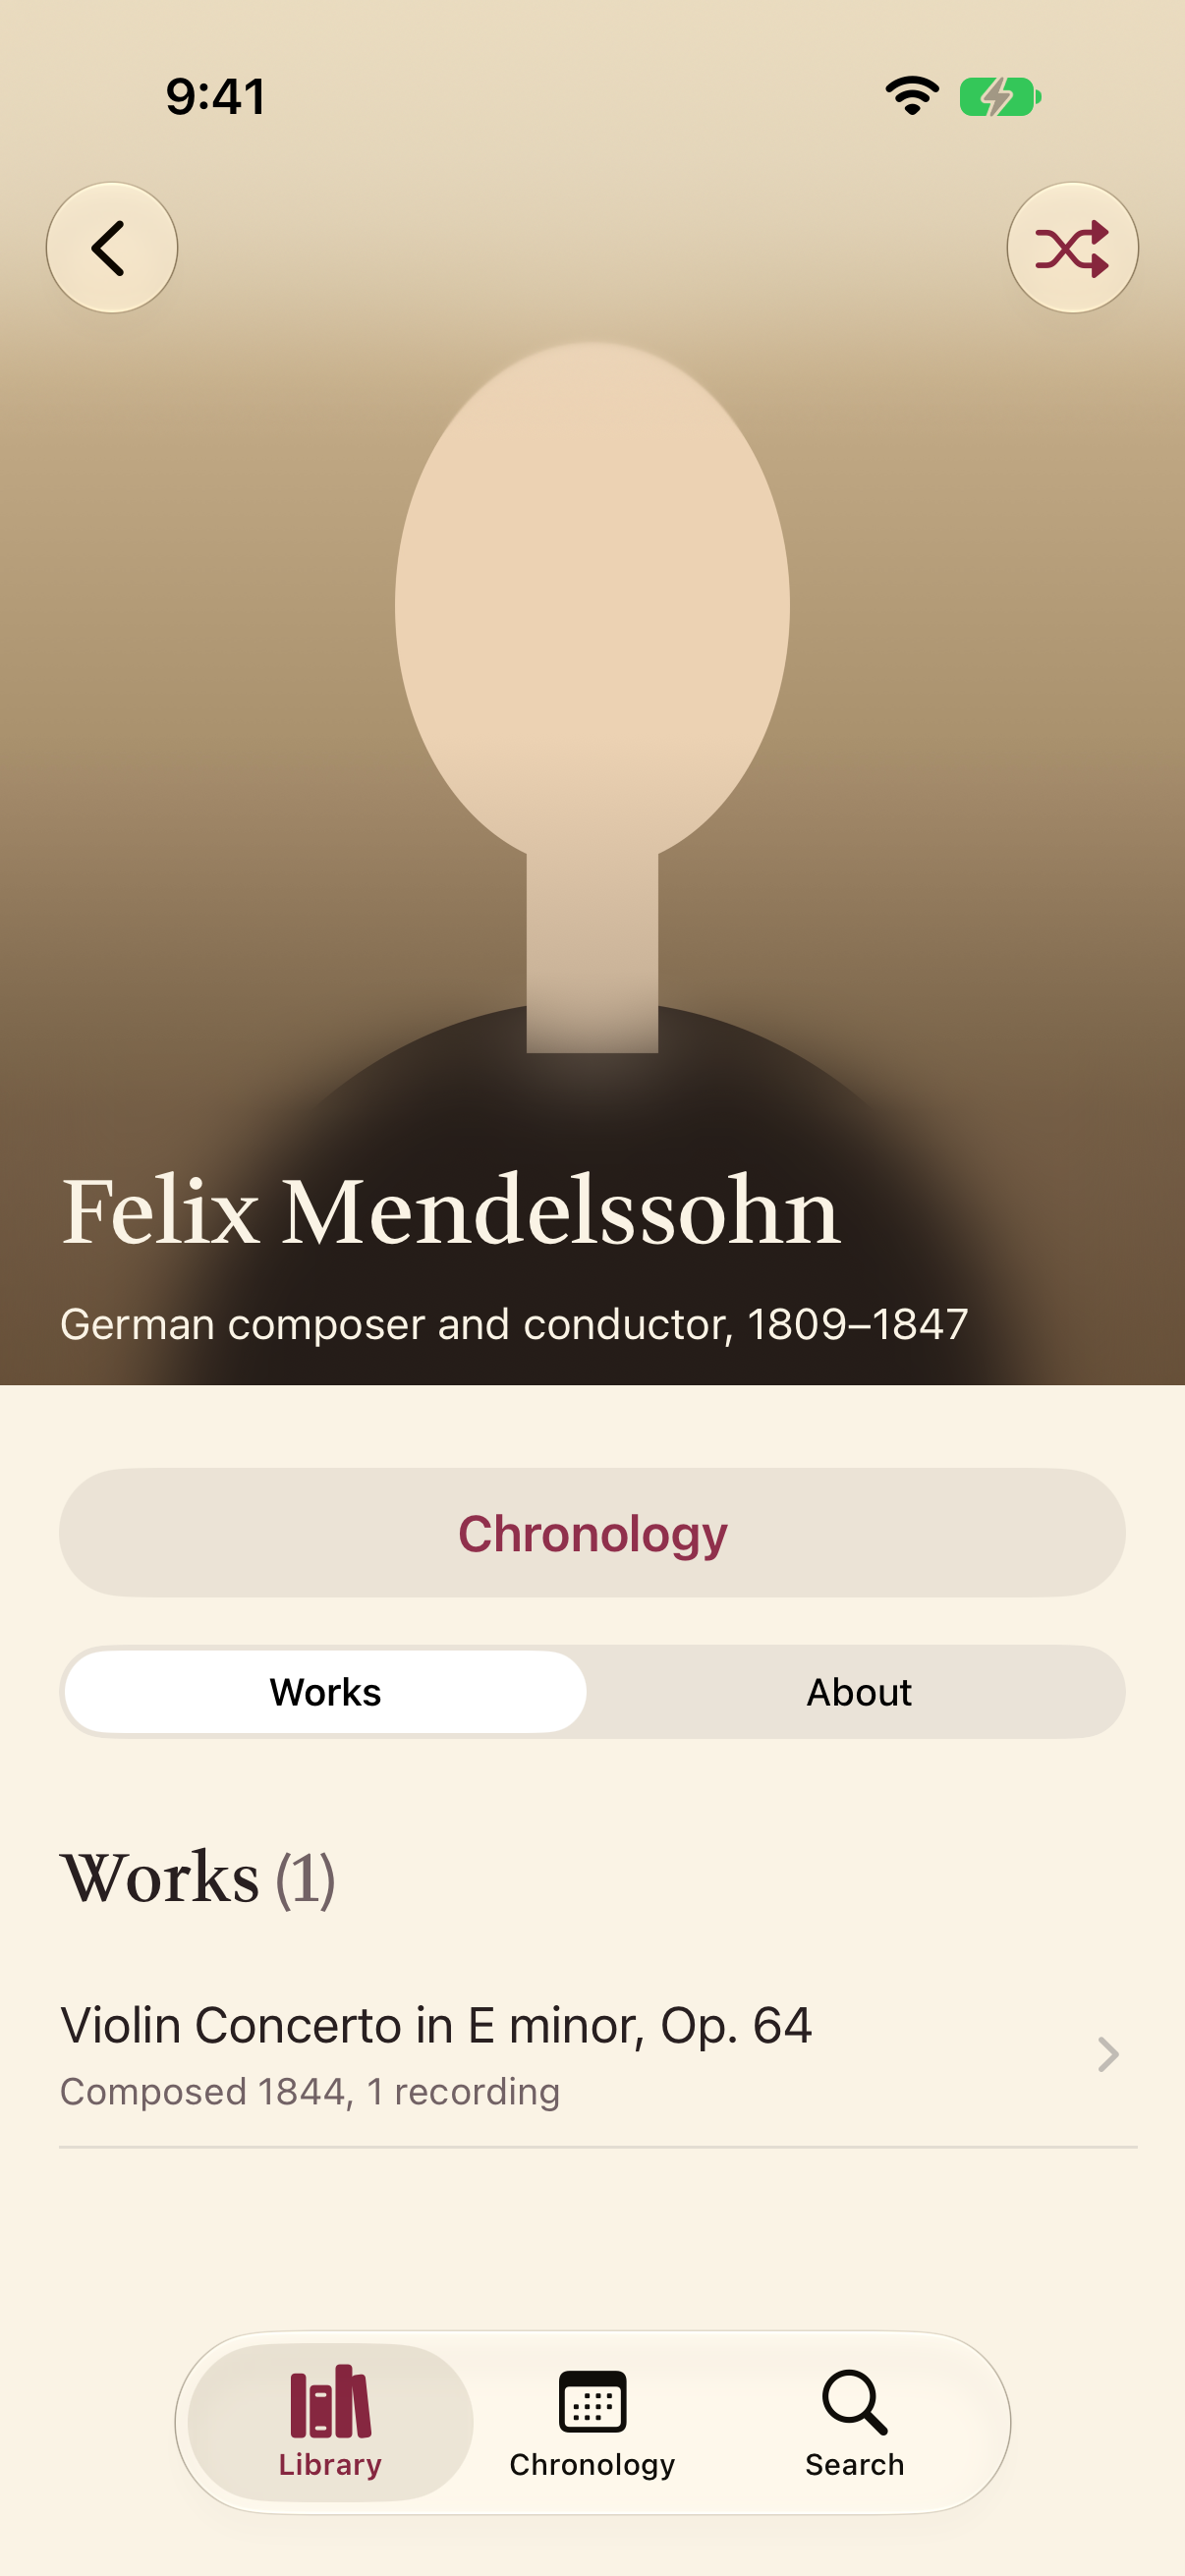 9:41
Felix Mendelssohn
German composer and conductor, 1809–1847
Chronology
Works
About
Works (1)
Violin Concerto in E minor, Op. 64
Composed 1844, 1 recording
Library
Chronology
Search